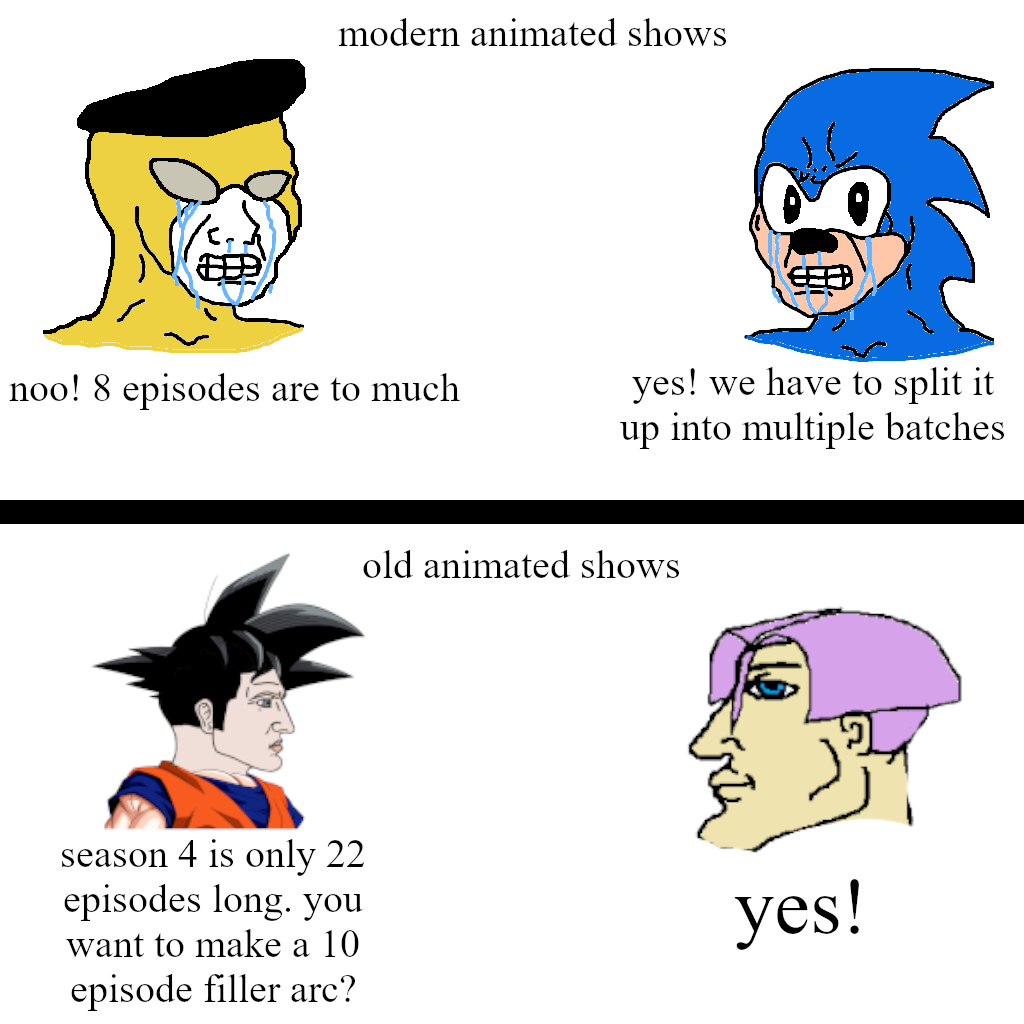 modern animated shows
noo! 8 episodes are to much
yes! we have to split it
up into multiple batches
old animated shows
season 4 is only 22
episodes long. you
want to make a 10
episode filler arc?
yes!